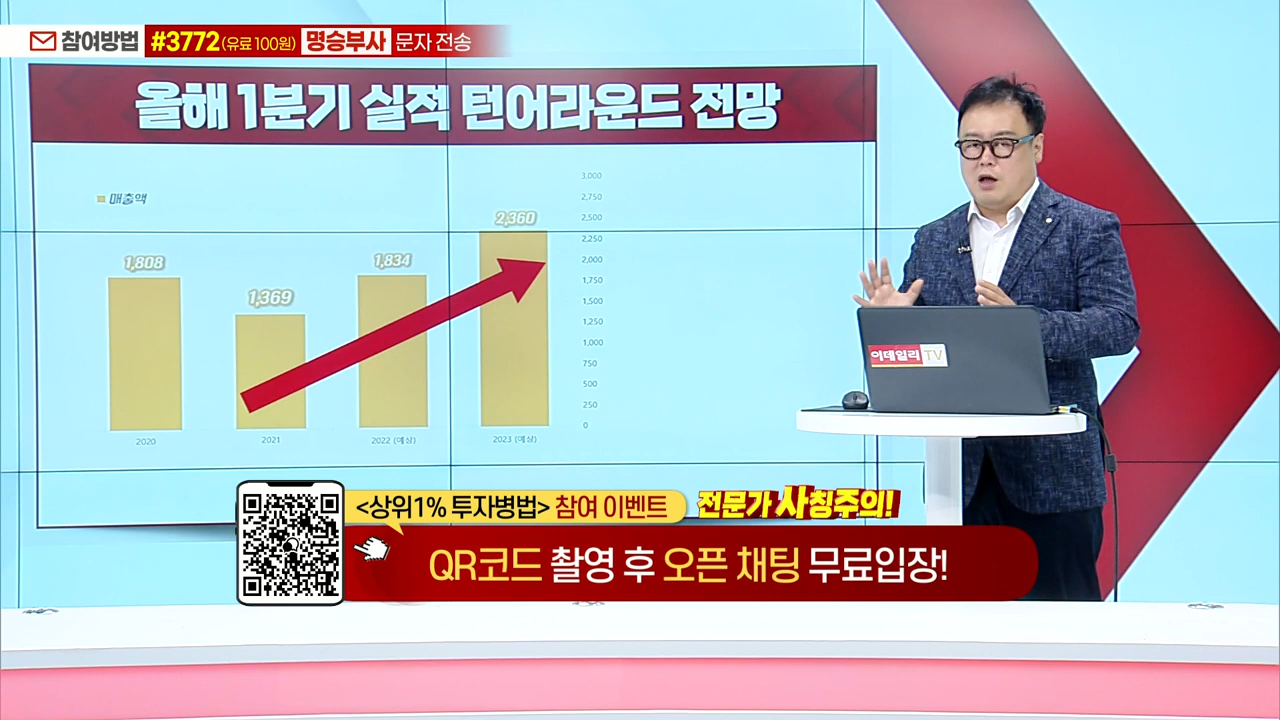 참여방법 #3772(유료 100원) 명승부사 문자 전송
올해 1분기 실적 턴어라운드 전망
매출액
1,808
1,369
1,834
2,360
3,000
2,750
2,500
2,250
2,000
1,750
1,500
1,250
1,000
750
500
250
0
2020
2021
2022 (예상)
2023 (예상)
이데일리 TV
<상위1% 투자병법> 참여 이벤트
전문가 사칭주의!
QR코드 촬영 후 오픈 채팅 무료입장!